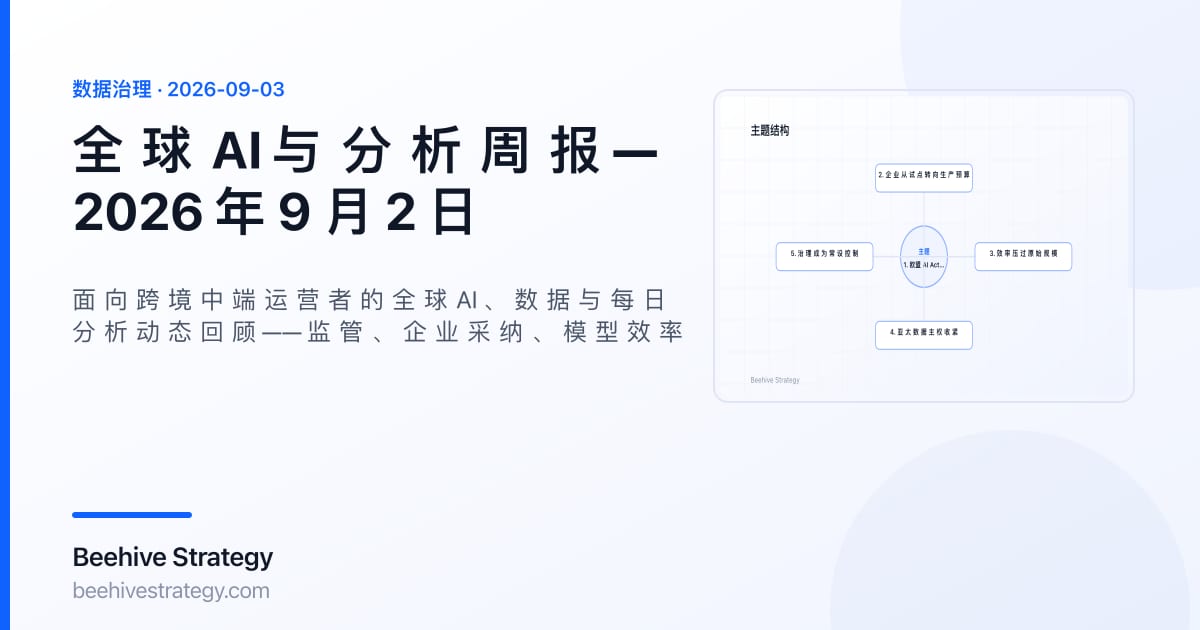 数据治理 · 2026-09-03
全球AI与分析周报—
2026年9月2日
面向跨境中端运营者的全球AI、数据与每日
分析动态回顾——监管、企业采纳、模型效率
主题结构
2.企业从试点转向生产预算
5.治理成为常设控制
主题
1. 欧盟 AI Act…
3.效率压过原始规模
4.亚太数据主权收紧
Beehive Strategy
Beehive Strategy
beehivestrategy.com